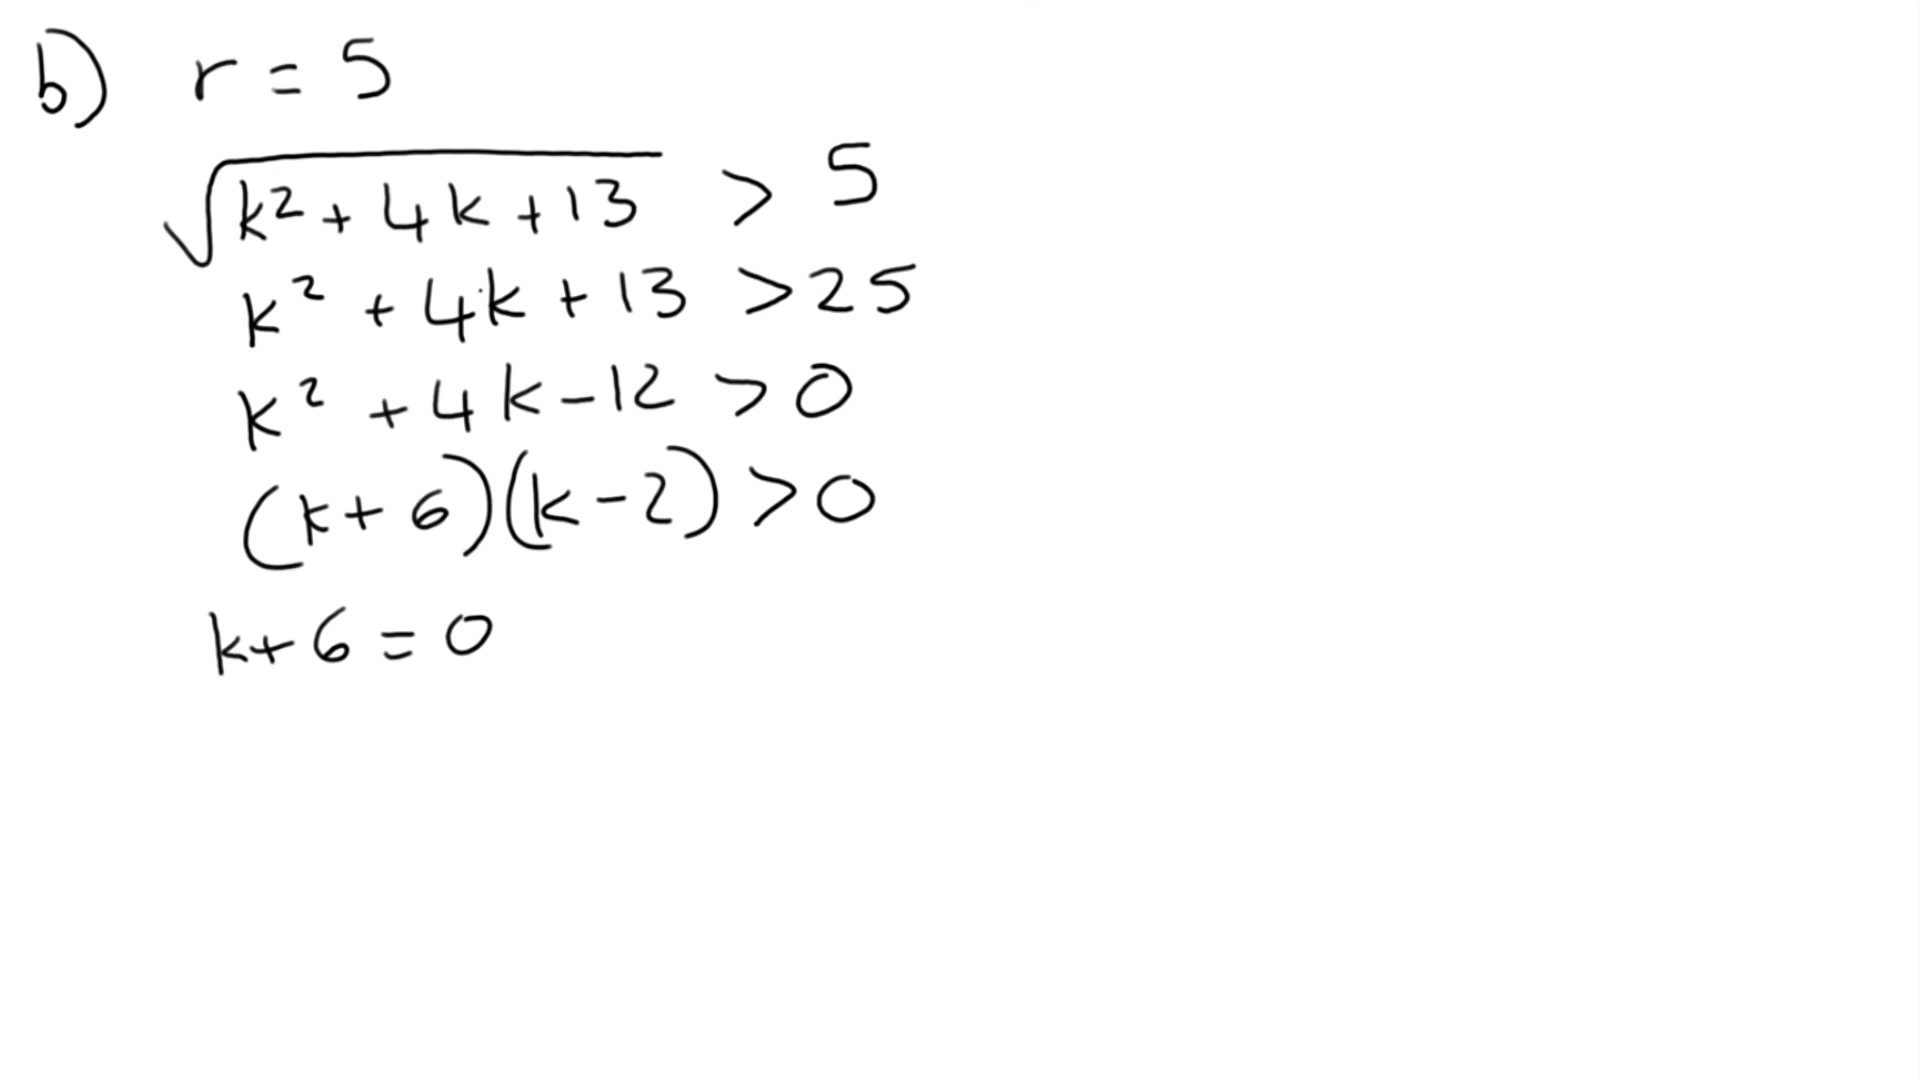 b) r = 5
√(k² + 4k + 13) > 5
k² + 4k + 13 > 25
k² + 4k - 12 > 0
(k + 6)(k - 2) > 0
k + 6 = 0